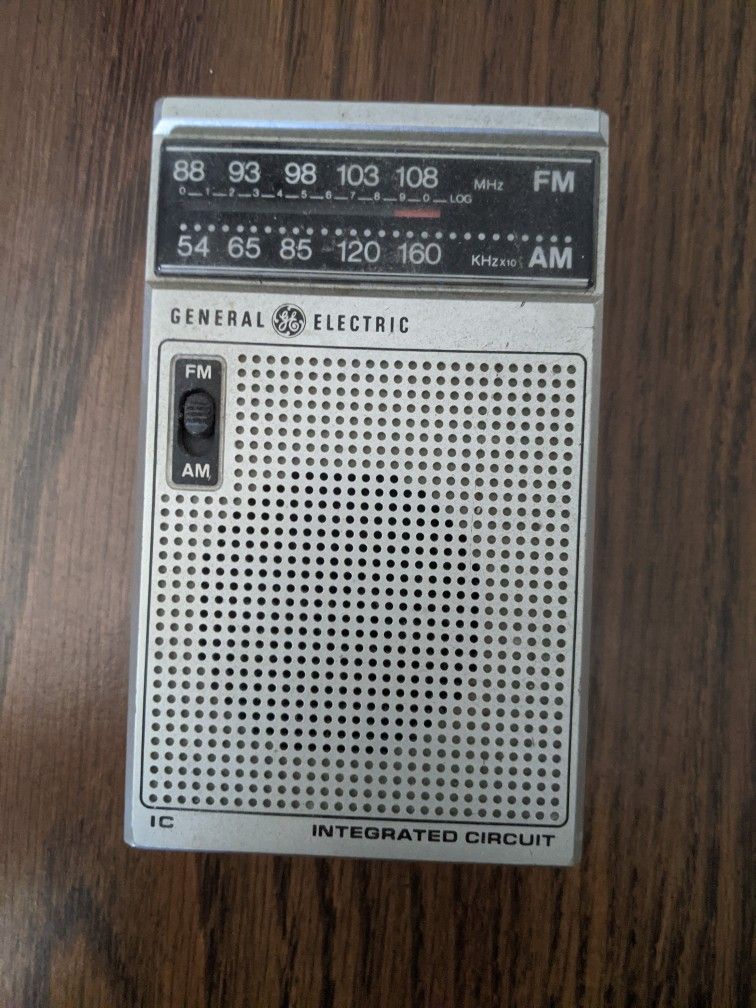 88 93 98 103 108 MHz FM
0 1 2 3 4 5 6 7 8 9 0 LOG
54 65 85 120 160 KHz x10 AM
GENERAL GE ELECTRIC
FM
AM
IC INTEGRATED CIRCUIT